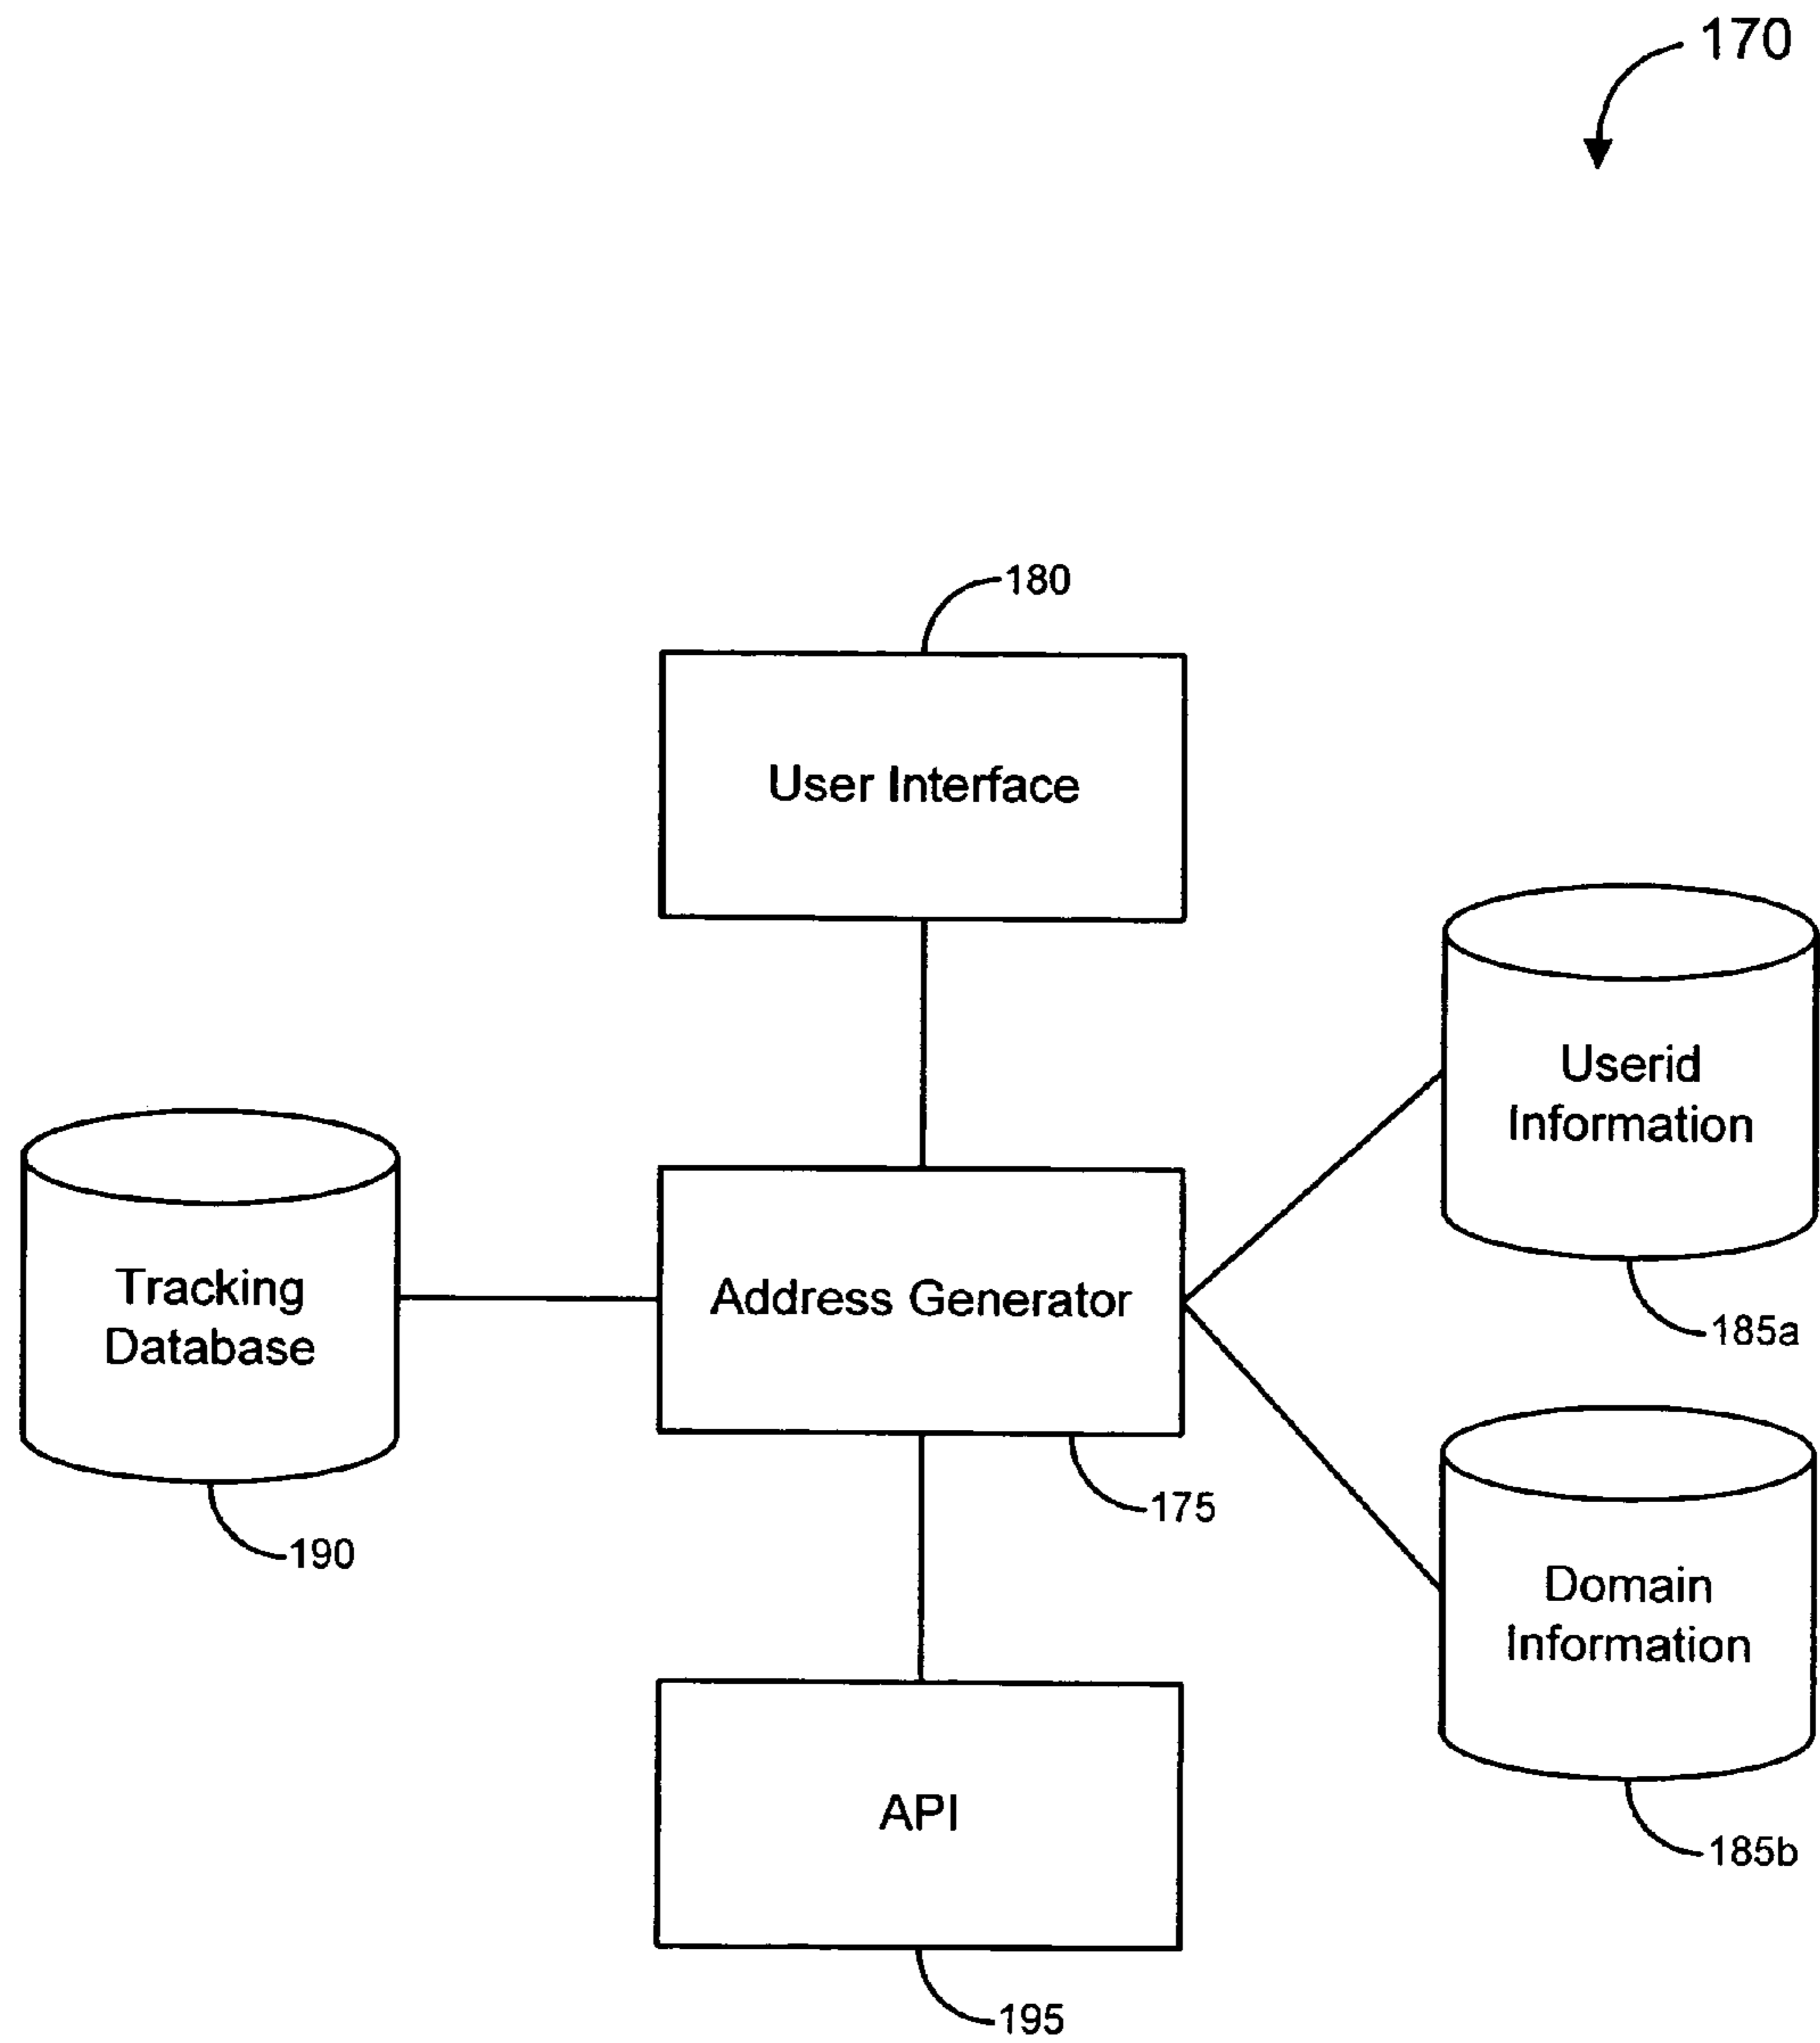 170
180
User Interface
Userid
Information
185a
Tracking
Database
190
Address Generator
175
Domain
Information
185b
API
195